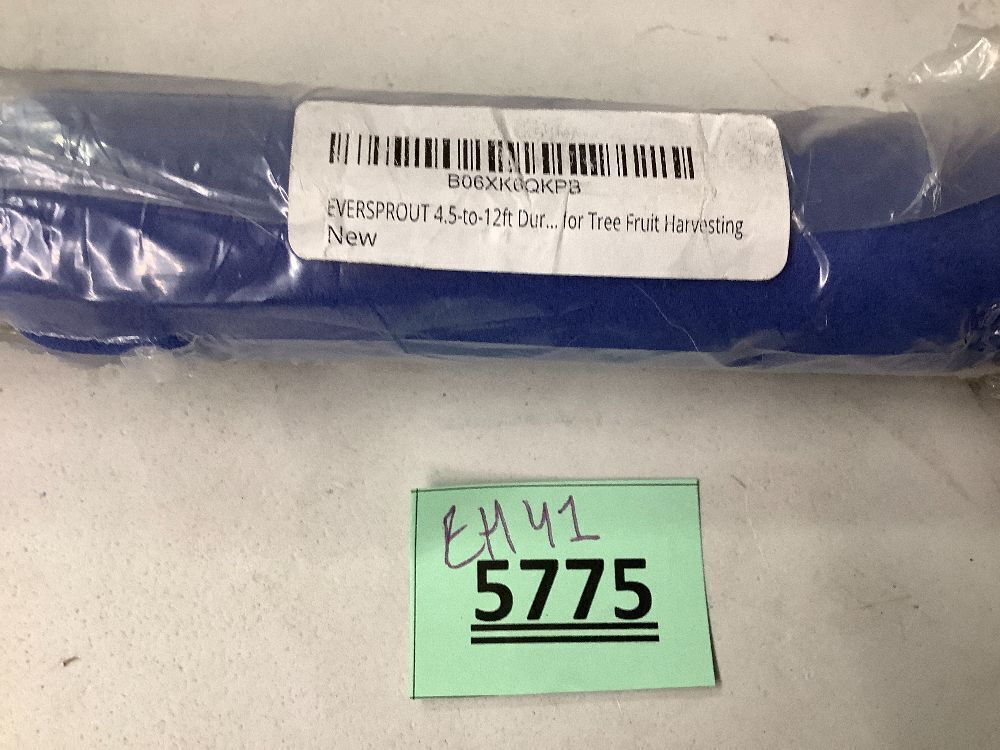 B06XK6QKPB
EVERSPROUT 4.5-to-12ft Dur... for Tree Fruit Harvesting
New
EH41
5775